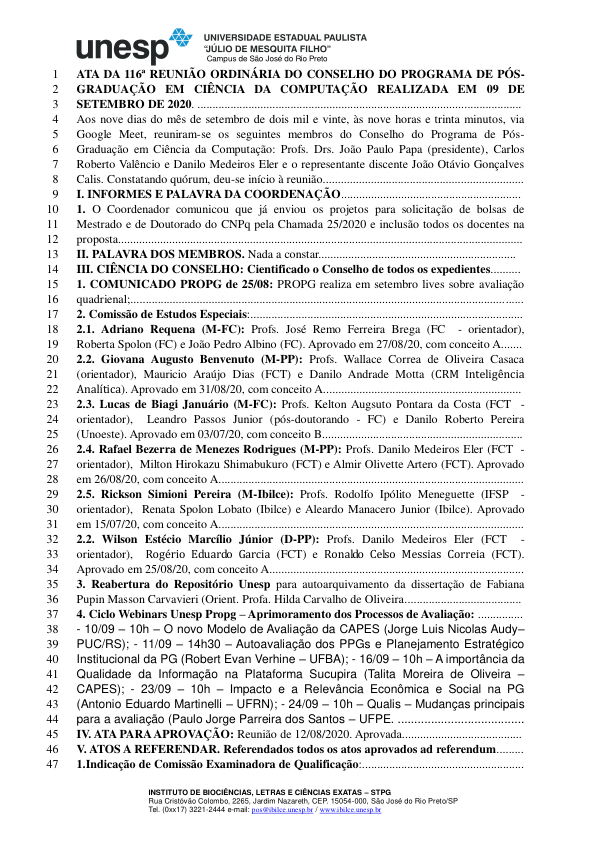 unesp
UNIVERSIDADE ESTADUAL PAULISTA
“JÚLIO DE MESQUITA FILHO”
Campus de São José do Rio Preto
1 ATA DA 116ª REUNIÃO ORDINÁRIA DO CONSELHO DO PROGRAMA DE PÓS-
2 GRADUAÇÃO EM CIÊNCIA DA COMPUTAÇÃO REALIZADA EM 09 DE
3 SETEMBRO DE 2020. ....................................................................................................
4 Aos nove dias do mês de setembro de dois mil e vinte, às nove horas e trinta minutos, via
5 Google Meet, reuniram-se os seguintes membros do Conselho do Programa de Pós-
6 Graduação em Ciência da Computação: Profs. Drs. João Paulo Papa (presidente), Carlos
7 Roberto Valêncio e Danilo Medeiros Eler e o representante discente João Otávio Gonçalves
8 Calis. Constatando quórum, deu-se início à reunião.............................................
9 I. INFORMES E PALAVRA DA COORDENAÇÃO........................................................
10 1. O Coordenador comunicou que já enviou os projetos para solicitação de bolsas de
11 Mestrado e de Doutorado do CNPq pela Chamada 25/2020 e inclusão todos os docentes na
12 proposta...............................................................................................................................
13 II. PALAVRA DOS MEMBROS. Nada a constar..............................................................
14 III. CIÊNCIA DO CONSELHO: Cientificado o Conselho de todos os expedientes..........
15 1. COMUNICADO PROPG de 25/08: PROPG realiza em setembro lives sobre avaliação
16 quadrienal;...........................................................................................................................
17 2. Comissão de Estudos Especiais:.......................................................................................
18 2.1. Adriano Requena (M-FC): Profs. José Remo Ferreira Brega (FC - orientador),
19 Roberta Spolon (FC) e João Pedro Albino (FC). Aprovado em 27/08/20, com conceito A.......
20 2.2. Giovana Augusto Benvenuto (M-PP): Profs. Wallace Correa de Oliveira Casaca
21 (orientador), Mauricio Araújo Dias (FCT) e Danilo Andrade Motta (CRM Inteligência
22 Analítica). Aprovado em 31/08/20, com conceito A...............................................................
23 2.3. Lucas de Biagi Januário (M-FC): Profs. Kelton Augsuto Pontara da Costa (FCT -
24 orientador), Leandro Passos Junior (pós-doutorando - FC) e Danilo Roberto Pereira
25 (Unoeste). Aprovado em 03/07/20, com conceito B...............................................................
26 2.4. Rafael Bezerra de Menezes Rodrigues (M-PP): Profs. Danilo Medeiros Eler (FCT -
27 orientador), Milton Hirokazu Shimabukuro (FCT) e Almir Olivette Artero (FCT). Aprovado
28 em 26/08/20, com conceito A................................................................................................
29 2.5. Rickson Simioni Pereira (M-Ibilce): Profs. Rodolfo Ipólito Meneguette (IFSP -
30 orientador), Renata Spolon Lobato (Ibilce) e Aleardo Manacero Junior (Ibilce). Aprovado
31 em 15/07/20, com conceito A................................................................................................
32 2.2. Wilson Estécio Marcílio Júnior (D-PP): Profs. Danilo Medeiros Eler (FCT -
33 orientador), Rogério Eduardo Garcia (FCT) e Ronaldo Celso Messias Correia (FCT).
34 Aprovado em 25/08/20, com conceito A................................................................................
35 3. Reabertura do Repositório Unesp para autoarquivamento da dissertação de Fabiana
36 Pupin Masson Carvavieri (Orient. Profa. Hilda Carvalho de Oliveira....................................
37 4. Ciclo Webinars Unesp Propg – Aprimoramento dos Processos de Avaliação: ..............
38 - 10/09 – 10h – O novo Modelo de Avaliação da CAPES (Jorge Luis Nicolas Audy–
39 PUC/RS); - 11/09 – 14h30 – Autoavaliação dos PPGs e Planejamento Estratégico
40 Institucional da PG (Robert Evan Verhine – UFBA); - 16/09 – 10h – A importância da
41 Qualidade da Informação na Plataforma Sucupira (Talita Moreira de Oliveira –
42 CAPES); - 23/09 – 10h – Impacto e a Relevância Econômica e Social na PG
43 (Antonio Eduardo Martinelli – UFRN); - 24/09 – 10h – Qualis – Mudanças principais
44 para a avaliação (Paulo Jorge Parreira dos Santos – UFPE. ......................................
45 IV. ATA PARA APROVAÇÃO: Reunião de 12/08/2020. Aprovada.....................................
46 V. ATOS A REFERENDAR. Referendados todos os atos aprovados ad referendum.........
47 1.Indicação de Comissão Examinadora de Qualificação:..................................................
INSTITUTO DE BIOCIÊNCIAS, LETRAS E CIÊNCIAS EXATAS – STPG
Rua Cristóvão Colombo, 2265, Jardim Nazareth, CEP. 15054-000, São José do Rio Preto/SP
Tel. (0xx17) 3221-2444 e-mail: pos@ibilce.unesp.br / www.ibilce.unesp.br